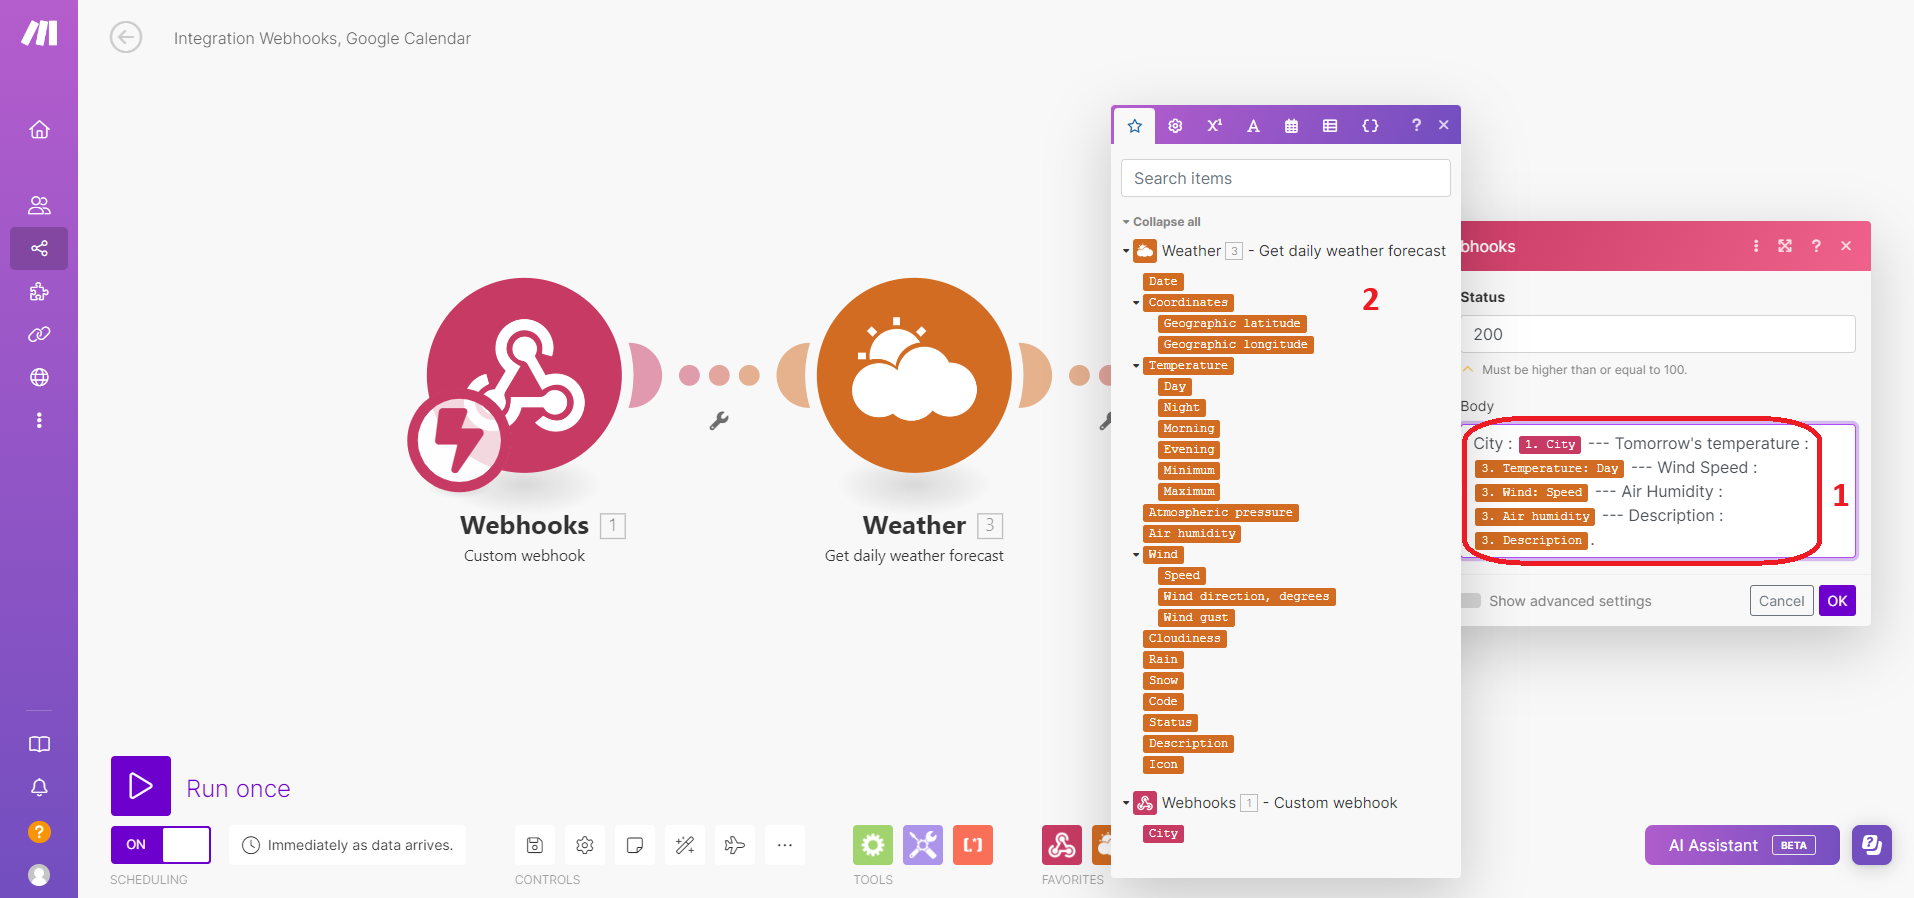 Integration Webhooks, Google Calendar
Webhooks 1
Custom webhook
Weather 3
Get daily weather forecast
X¹ A ?
Search items
Collapse all
Weather 3 - Get daily weather forecast
Date
Coordinates
2
Geographic latitude
Geographic longitude
Temperature
Day
Night
Morning
Evening
Minimum
Maximum
Atmospheric pressure
Air humidity
Wind
Speed
Wind direction, degrees
Wind gust
Cloudiness
Rain
Snow
Code
Status
Description
Icon
Webhooks 1 - Custom webhook
City
bhooks ?
Status
200
Must be higher than or equal to 100.
Body
City : 1. City --- Tomorrow's temperature :
3. Temperature: Day --- Wind Speed :
3. Wind: Speed --- Air Humidity :
3. Air humidity --- Description :
3. Description .
1
Show advanced settings
Cancel
OK
Run once
ON
Immediately as data arrives.
SCHEDULING
CONTROLS
TOOLS
FAVORITES
AI Assistant BETA
?